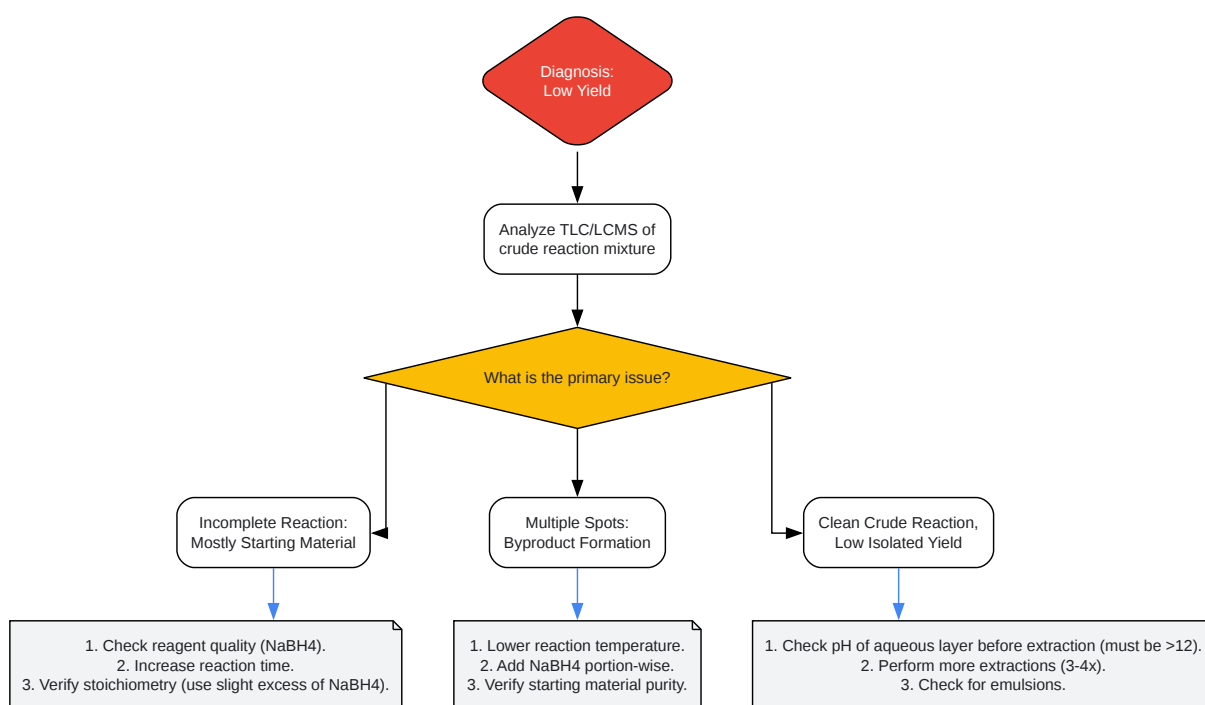 Diagnosis:
Low Yield
Analyze TLC/LCMS of
crude reaction mixture
What is the primary issue?
Incomplete Reaction:
Mostly Starting Material
Multiple Spots:
Byproduct Formation
Clean Crude Reaction,
Low Isolated Yield
1. Check reagent quality (NaBH4).
2. Increase reaction time.
3. Verify stoichiometry (use slight excess of NaBH4).
1. Lower reaction temperature.
2. Add NaBH4 portion-wise.
3. Verify starting material purity.
1. Check pH of aqueous layer before extraction (must be >12).
2. Perform more extractions (3-4x).
3. Check for emulsions.